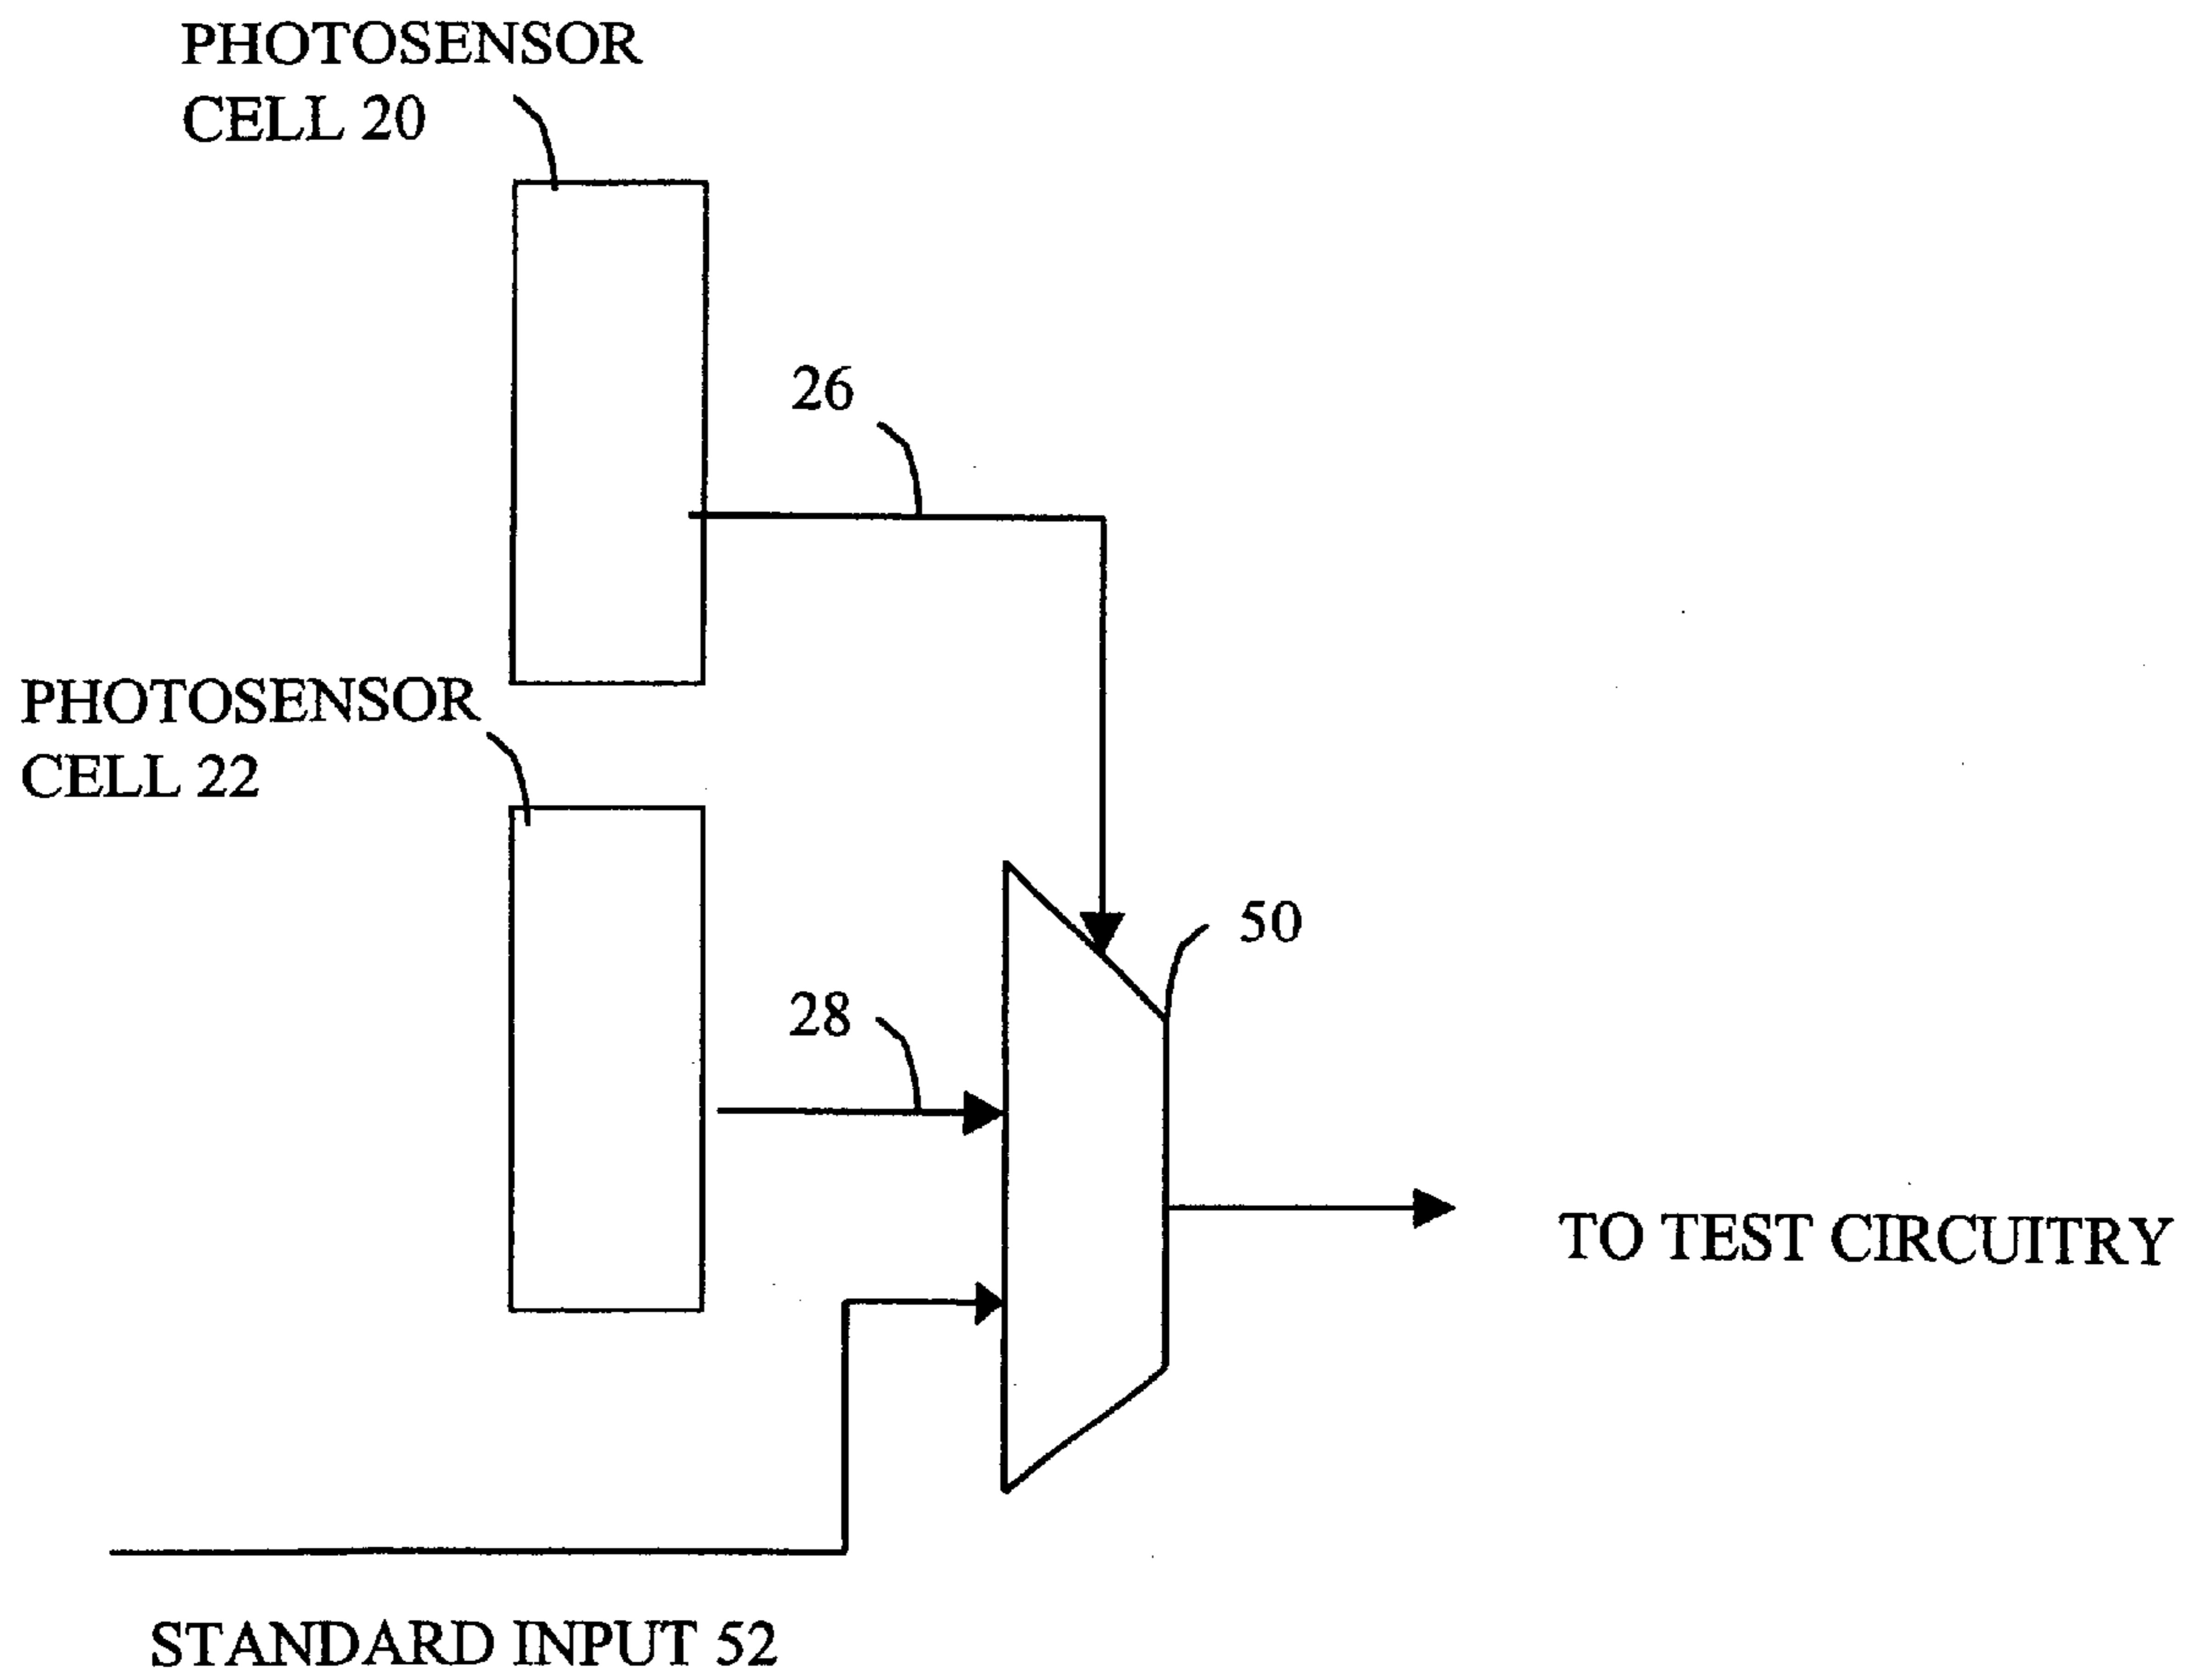 PHOTOSENSOR
CELL 20
26
PHOTOSENSOR
CELL 22
50
28
TO TEST CIRCUITRY
STANDARD INPUT 52